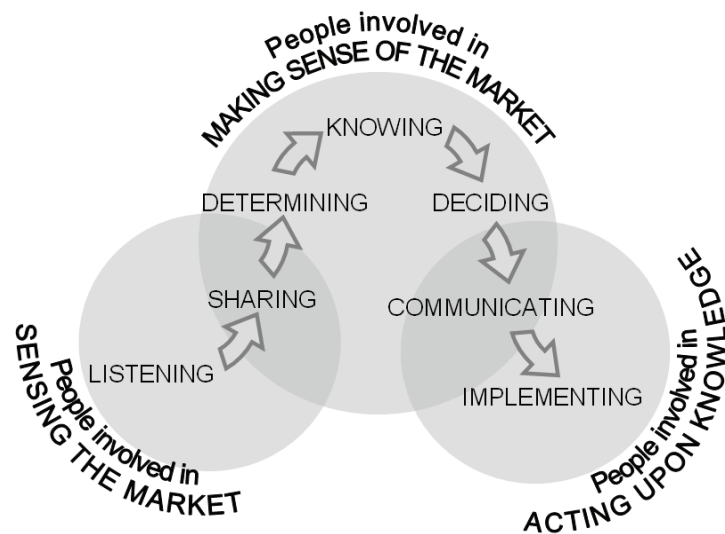 People involved in
MAKING SENSE OF THE MARKET
KNOWING
DETERMINING
DECIDING
SHARING
COMMUNICATING
LISTENING
IMPLEMENTING
People involved in
SENSING THE MARKET
People involved in
ACTING UPON KNOWLEDGE